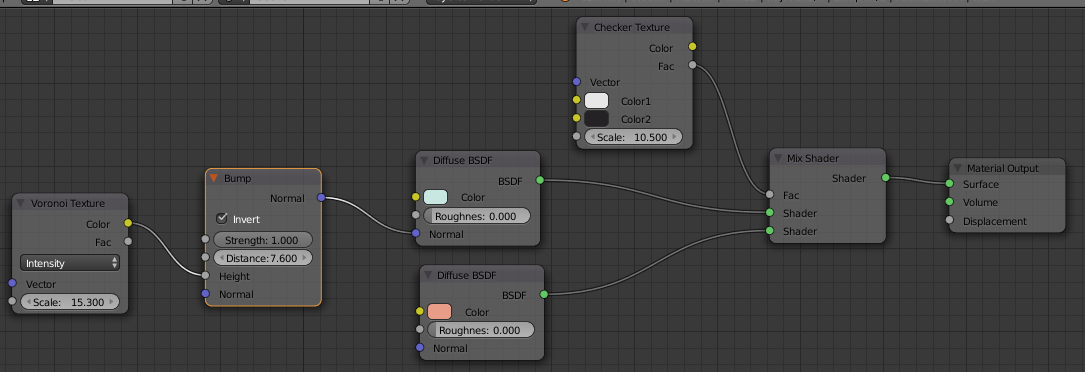 Checker Texture
Color
Fac
Vector
Color1
Color2
Scale: 10.500
Diffuse BSDF
BSDF
Color
Roughnes: 0.000
Normal
Mix Shader
Shader
Fac
Shader
Shader
Material Output
Surface
Volume
Displacement
Bump
Normal
Invert
Strength: 1.000
Distance: 7.600
Height
Normal
Voronoi Texture
Color
Fac
Intensity
Vector
Scale: 15.300
Diffuse BSDF
BSDF
Color
Roughnes: 0.000
Normal